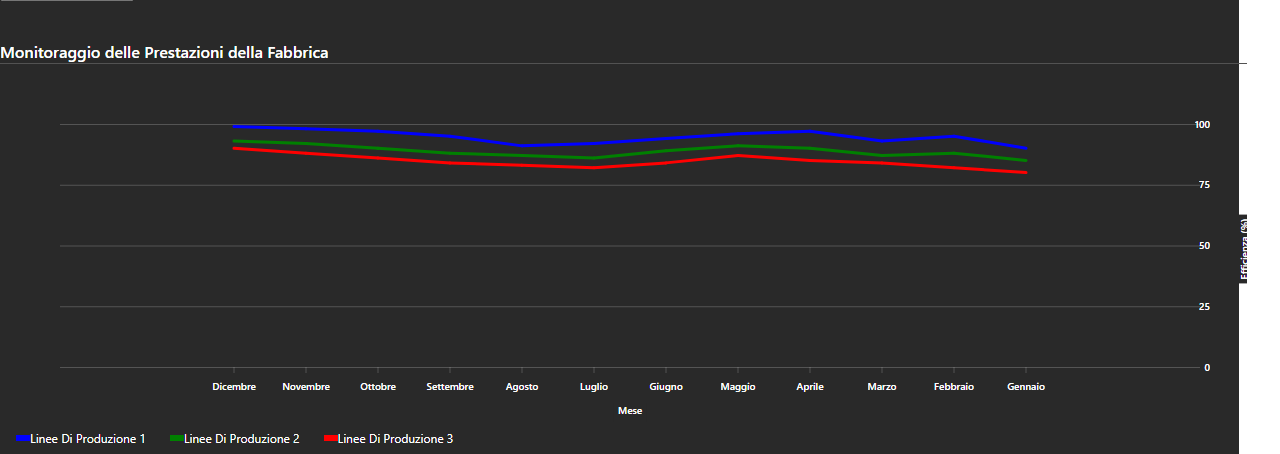 Monitoraggio delle Prestazioni della Fabbrica
100
75
50
25
0
Efficienza (%)
Dicembre Novembre Ottobre Settembre Agosto Luglio Giugno Maggio Aprile Marzo Febbraio Gennaio
Mese
Linee Di Produzione 1 Linee Di Produzione 2 Linee Di Produzione 3